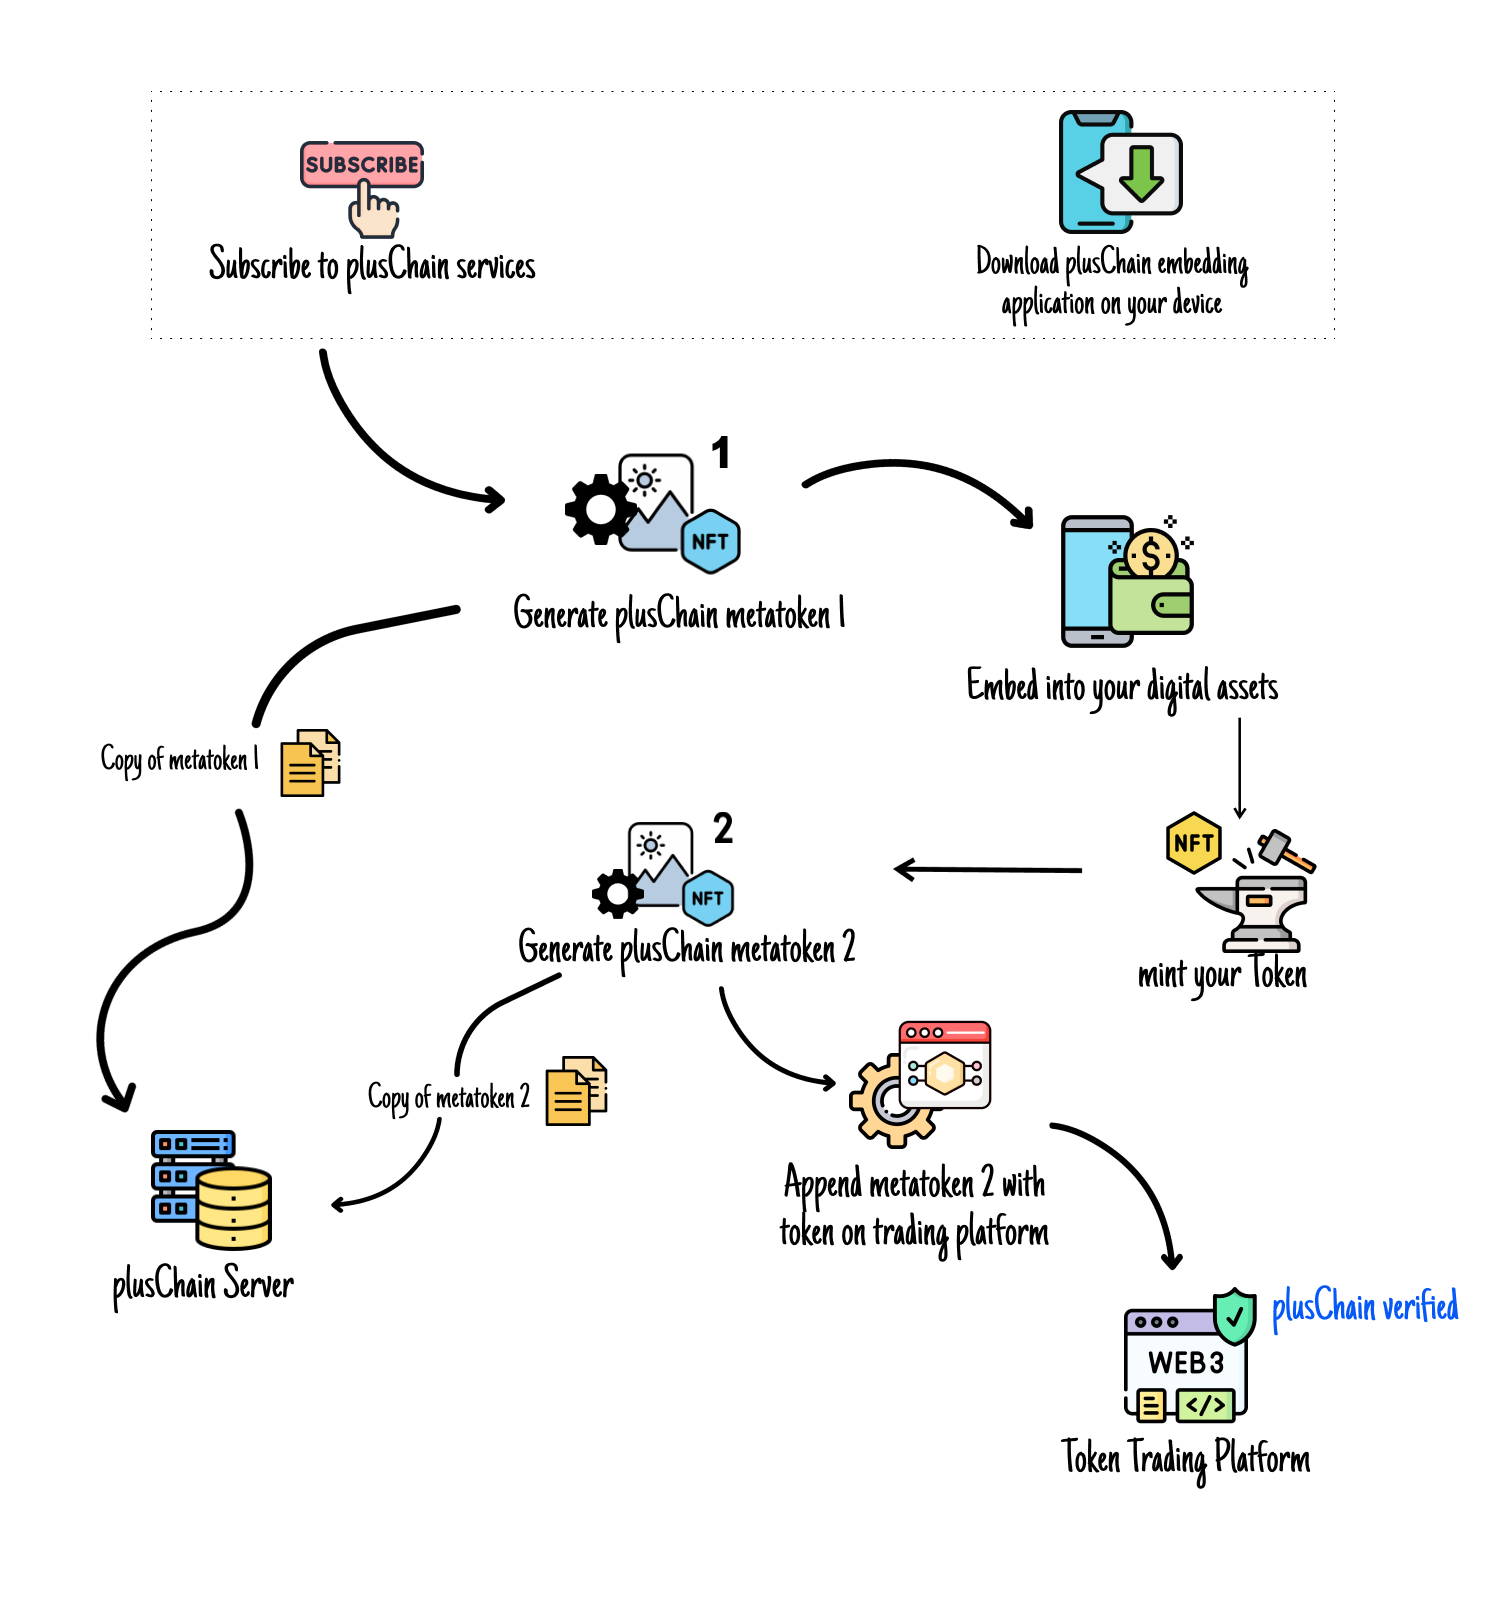 SUBSCRIBE
Subscribe to plusChain services
Download plusChain embedding
application on your device
1
NFT
Generate plusChain metatoken 1
Embed into your digital assets
Copy of metatoken 1
2
NFT
Generate plusChain metatoken 2
NFT
mint your Token
Copy of metatoken 2
Append metatoken 2 with
token on trading platform
plusChain Server
plusChain verified
WEB3
</>
Token Trading Platform